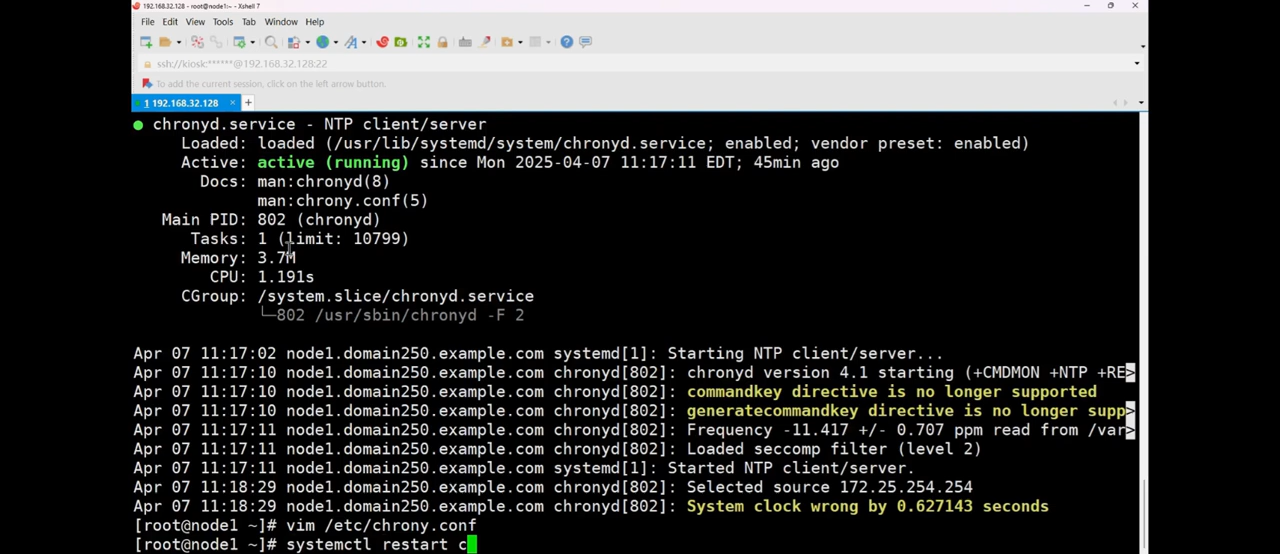 192.168.32.128 - root@node1:~ - Xshell 7
File Edit View Tools Tab Window Help
ssh://kiosk:******@192.168.32.128:22
To add the current session, click on the left arrow button.
1 192.168.32.128 × +
● chronyd.service - NTP client/server
Loaded: loaded (/usr/lib/systemd/system/chronyd.service; enabled; vendor preset: enabled)
Active: active (running) since Mon 2025-04-07 11:17:11 EDT; 45min ago
Docs: man:chronyd(8)
man:chrony.conf(5)
Main PID: 802 (chronyd)
Tasks: 1 (limit: 10799)
Memory: 3.7M
CPU: 1.191s
CGroup: /system.slice/chronyd.service
└─802 /usr/sbin/chronyd -F 2
Apr 07 11:17:02 node1.domain250.example.com systemd[1]: Starting NTP client/server...
Apr 07 11:17:10 node1.domain250.example.com chronyd[802]: chronyd version 4.1 starting (+CMDMON +NTP +RE>
Apr 07 11:17:10 node1.domain250.example.com chronyd[802]: commandkey directive is no longer supported
Apr 07 11:17:10 node1.domain250.example.com chronyd[802]: generatecommandkey directive is no longer supp>
Apr 07 11:17:11 node1.domain250.example.com chronyd[802]: Frequency -11.417 +/- 0.707 ppm read from /var>
Apr 07 11:17:11 node1.domain250.example.com chronyd[802]: Loaded seccomp filter (level 2)
Apr 07 11:17:11 node1.domain250.example.com systemd[1]: Started NTP client/server.
Apr 07 11:18:29 node1.domain250.example.com chronyd[802]: Selected source 172.25.254.254
Apr 07 11:18:29 node1.domain250.example.com chronyd[802]: System clock wrong by 0.627143 seconds
[root@node1 ~]# vim /etc/chrony.conf
[root@node1 ~]# systemctl restart c